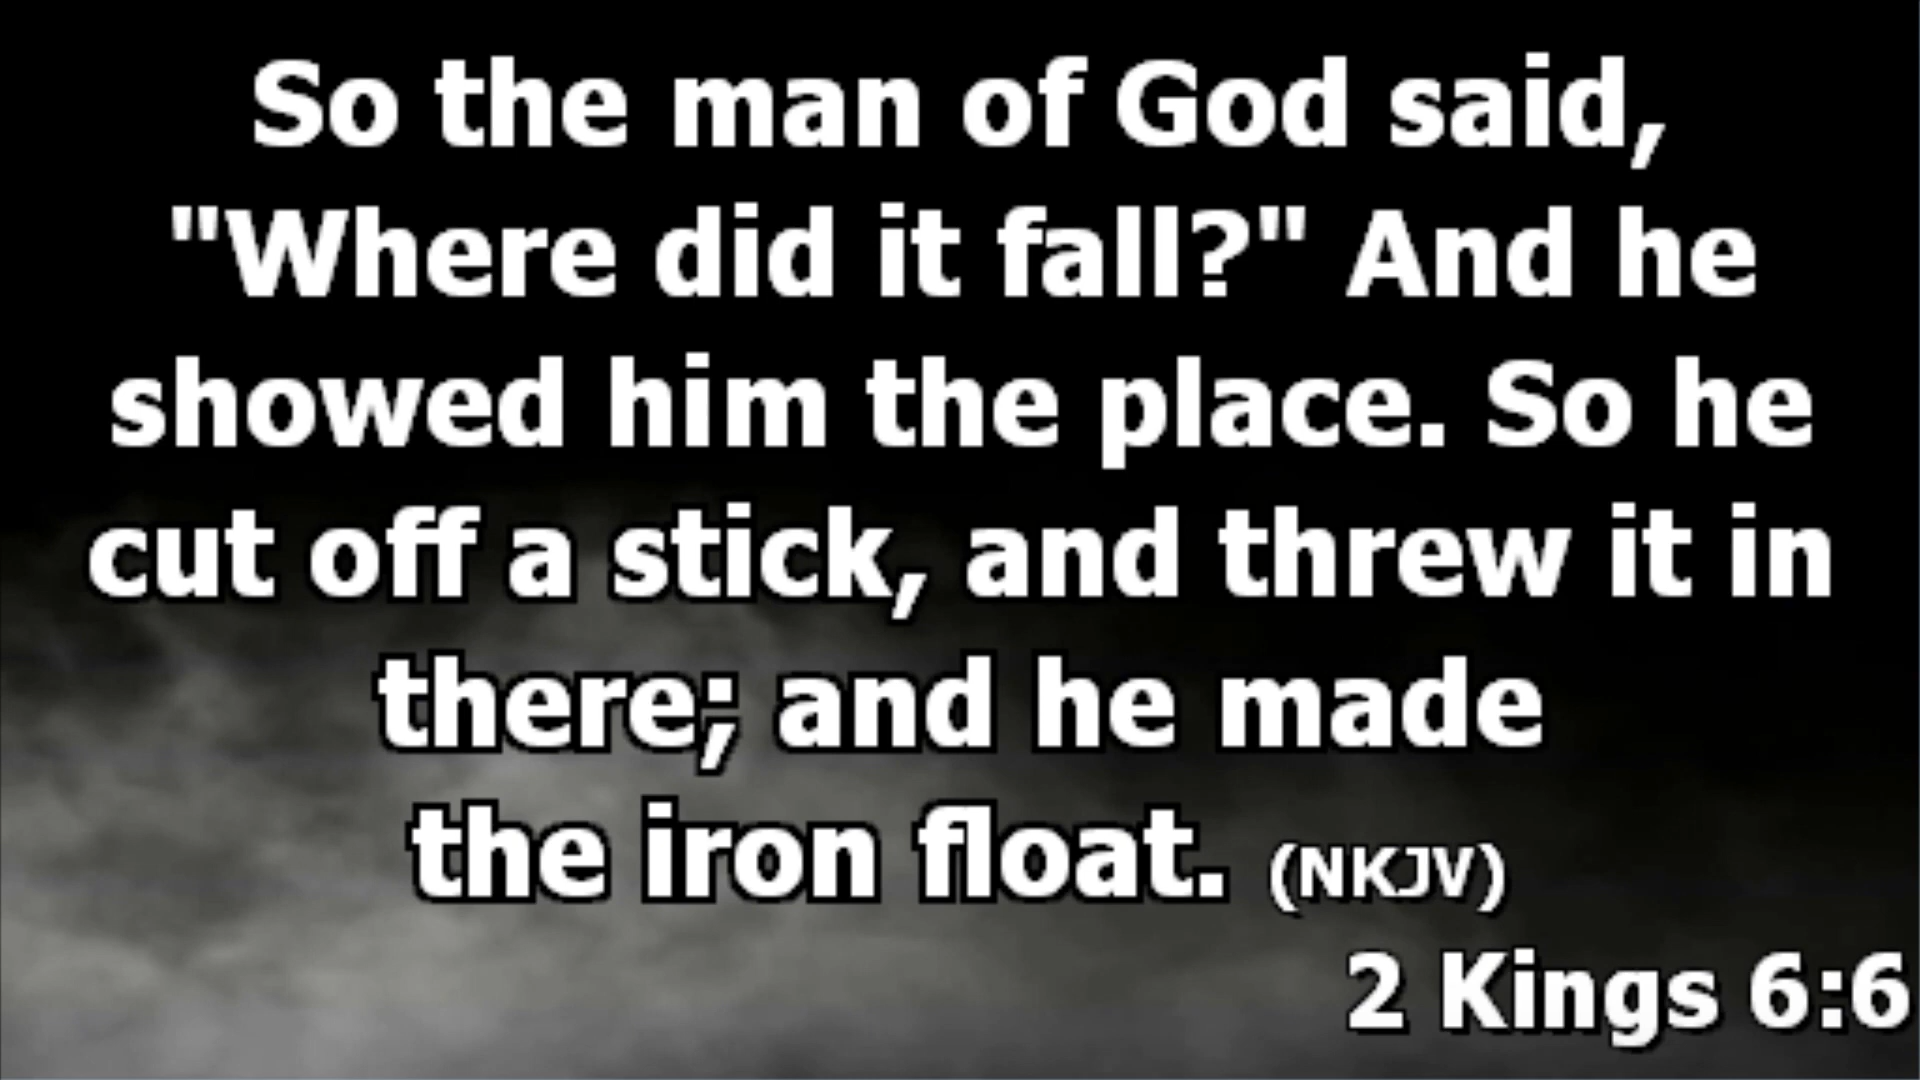 So the man of God said,
"Where did it fall?" And he
showed him the place. So he
cut off a stick, and threw it in
there; and he made
the iron float. (NKJV)
2 Kings 6:6